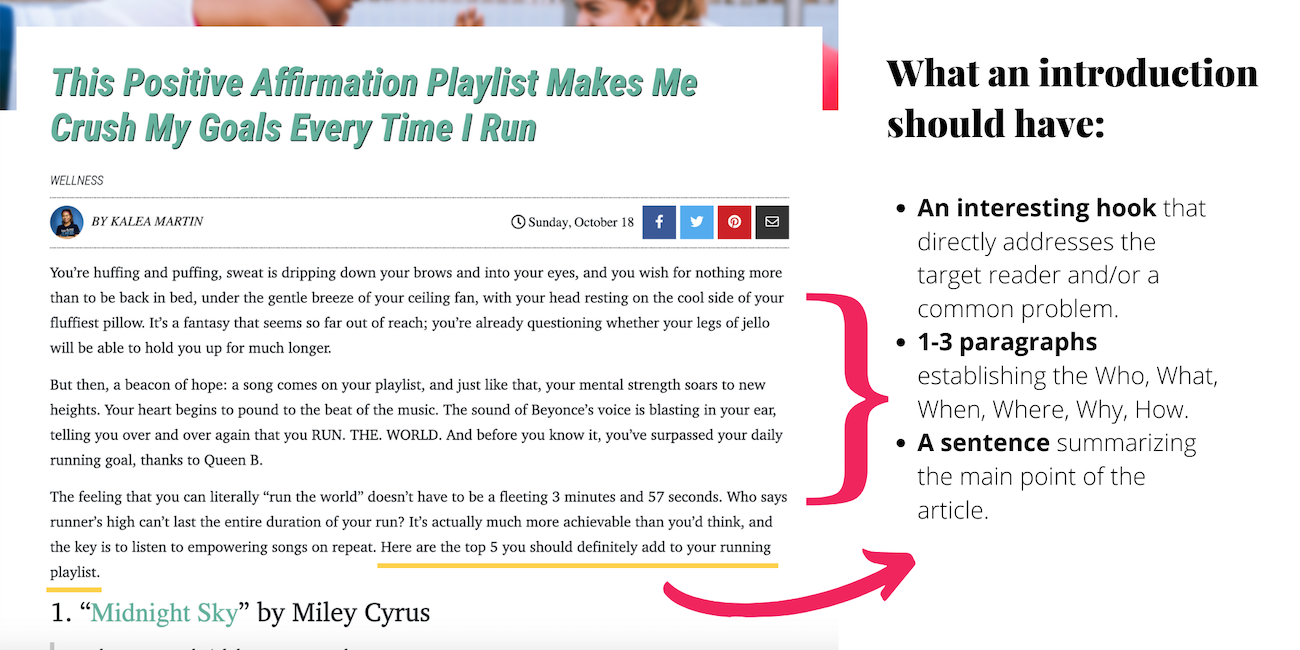 This Positive Affirmation Playlist Makes Me
Crush My Goals Every Time I Run
WELLNESS
BY KALEA MARTIN
Sunday, October 18
You’re huffing and puffing, sweat is dripping down your brows and into your eyes, and you wish for nothing more
than to be back in bed, under the gentle breeze of your ceiling fan, with your head resting on the cool side of your
fluffiest pillow. It’s a fantasy that seems so far out of reach; you’re already questioning whether your legs of jello
will be able to hold you up for much longer.
But then, a beacon of hope: a song comes on your playlist, and just like that, your mental strength soars to new
heights. Your heart begins to pound to the beat of the music. The sound of Beyonce’s voice is blasting in your ear,
telling you over and over again that you RUN. THE. WORLD. And before you know it, you’ve surpassed your daily
running goal, thanks to Queen B.
The feeling that you can literally “run the world” doesn’t have to be a fleeting 3 minutes and 57 seconds. Who says
runner’s high can’t last the entire duration of your run? It’s actually much more achievable than you’d think, and
the key is to listen to empowering songs on repeat. Here are the top 5 you should definitely add to your running
playlist.
1. “Midnight Sky” by Miley Cyrus
What an introduction
should have:
• An interesting hook that
directly addresses the
target reader and/or a
common problem.
• 1-3 paragraphs
establishing the Who, What,
When, Where, Why, How.
• A sentence summarizing
the main point of the
article.